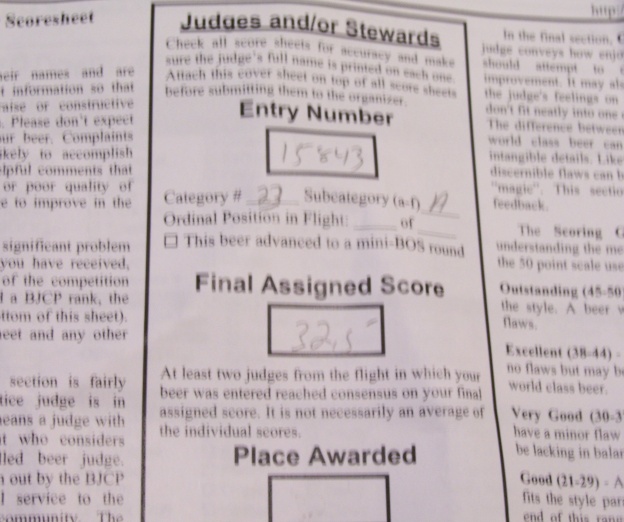 Scoresheet
eir names and are
t information so that
aise or constructive
. Please don't expect
ur beer. Complaints
ikely to accomplish
elpful comments that
or poor quality of
e to improve in the
significant problem
you have received,
of the competition
d a BJCP rank, the
ttom of this sheet).
eet and any other
section is fairly
tice judge is in
eans a judge with
t who considers
lled beer judge.
n out by the BJCP
l service to the
community. The
Judges and/or Stewards
Check all score sheets for accuracy and make
sure the judge's full name is printed on each one.
Attach this cover sheet on top of all score sheets
before submitting them to the organizer.
Entry Number
15843
Category # 23 Subcategory (a-f) A
Ordinal Position in Flight: ____ of ____
☐ This beer advanced to a mini-BOS round
Final Assigned Score
32.5
At least two judges from the flight in which your
beer was entered reached consensus on your final
assigned score. It is not necessarily an average of
the individual scores.
Place Awarded
http:/
In the final section,
judge conveys how enjo
should attempt to
improvement. It may als
the judge's feelings on
don't fit neatly into one
The difference between
world class beer can
intangible details. Like
discernible flaws can b
"magic". This sectio
feedback.
The Scoring G
understanding the me
the 50 point scale use
Outstanding (45-50)
the style. A beer w
flaws.
Excellent (38-44) -
no flaws but may be
world class beer.
Very Good (30-3
have a minor flaw
be lacking in balan
Good (21-29) - A
fits the style par
end of this rang